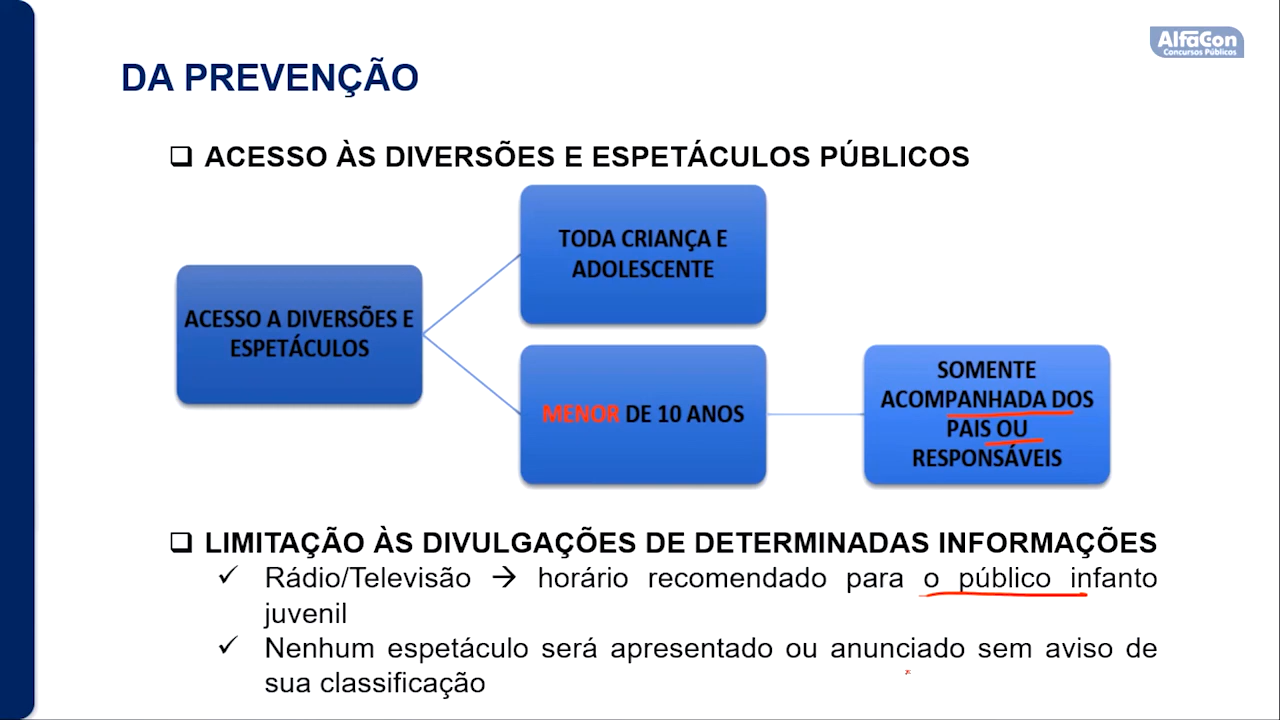 AlfaCon
Concursos Públicos
DA PREVENÇÃO
❑ ACESSO ÀS DIVERSÕES E ESPETÁCULOS PÚBLICOS
TODA CRIANÇA E
ADOLESCENTE
ACESSO A DIVERSÕES E
ESPETÁCULOS
MENOR DE 10 ANOS
SOMENTE
ACOMPANHADA DOS
PAIS OU
RESPONSÁVEIS
❑ LIMITAÇÃO ÀS DIVULGAÇÕES DE DETERMINADAS INFORMAÇÕES
✓ Rádio/Televisão → horário recomendado para o público infanto
juvenil
✓ Nenhum espetáculo será apresentado ou anunciado sem aviso de
sua classificação